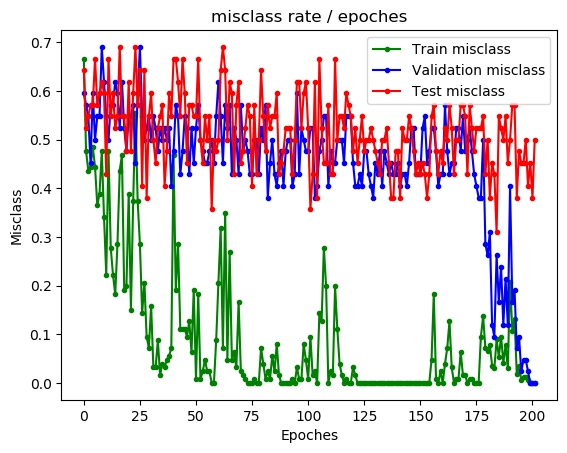 misclass rate / epoches
Train misclass
Validation misclass
Test misclass
Misclass
0.7
0.6
0.5
0.4
0.3
0.2
0.1
0.0
0 25 50 75 100 125 150 175 200
Epoches